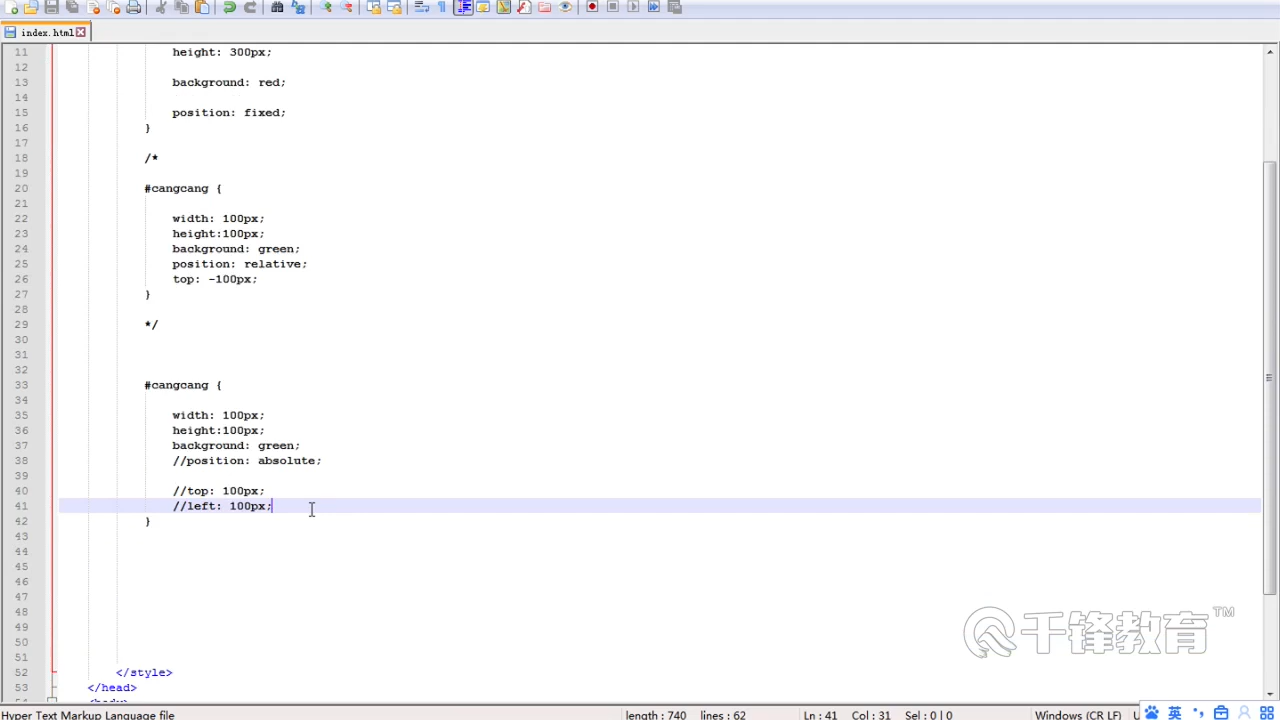 index.html
11 height: 300px;
12
13 background: red;
14
15 position: fixed;
16 }
17
18 /*
19
20 #cangcang {
21
22 width: 100px;
23 height:100px;
24 background: green;
25 position: relative;
26 top: -100px;
27 }
28
29 */
30
31
32
33 #cangcang {
34
35 width: 100px;
36 height:100px;
37 background: green;
38 //position: absolute;
39
40 //top: 100px;
41 //left: 100px;
42 }
43
44
45
46
47
48
49
50
51
52 </style>
53 </head>
54 <body>
千锋教育 TM
Hyper Text Markup Language file length : 740 lines : 62 Ln : 41 Col : 31 Sel : 0 | 0 Windows (CR LF) 英